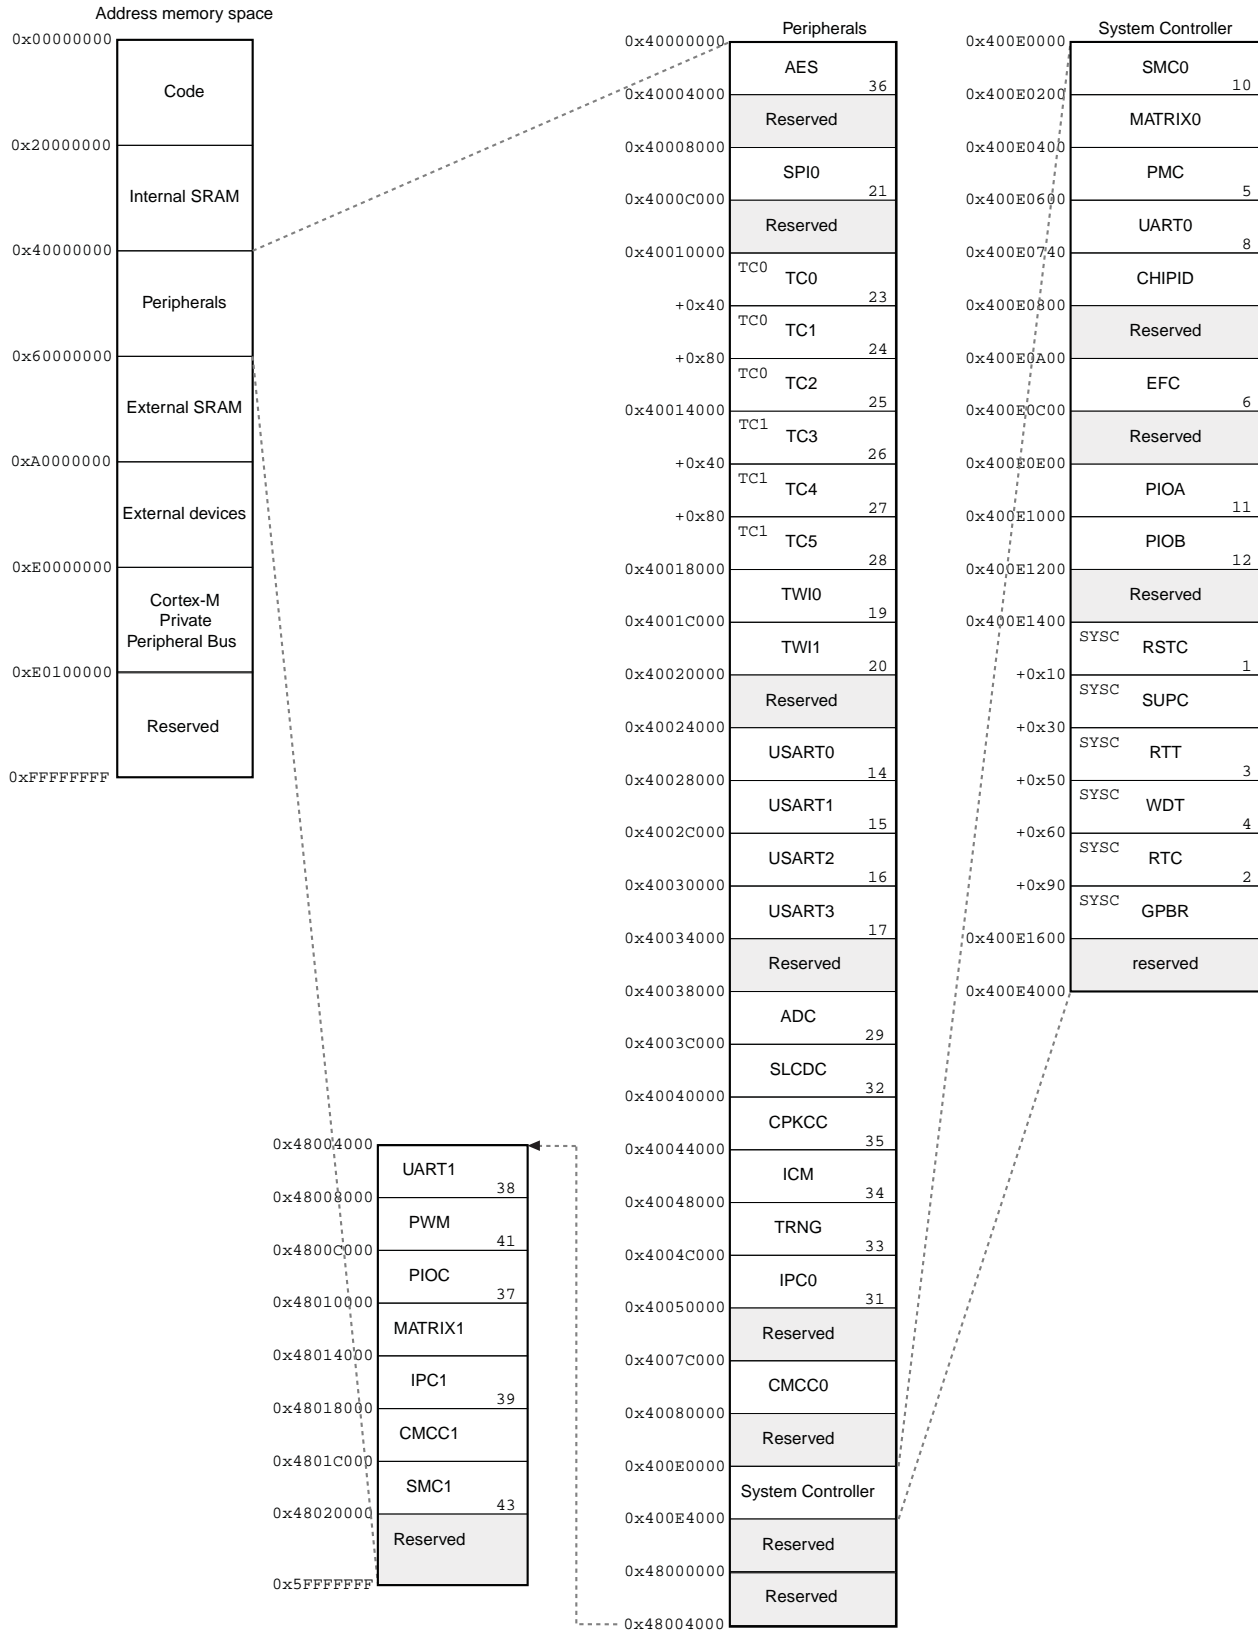 Address memory space
0x00000000
Code
0x20000000
Internal SRAM
0x40000000
Peripherals
0x60000000
External SRAM
0xA0000000
External devices
0xE0000000
Cortex-M
Private
Peripheral Bus
0xE0100000
Reserved
0xFFFFFFFF
0x48004000
UART1
38
0x48008000
PWM
41
0x4800C000
PIOC
37
0x48010000
MATRIX1
0x48014000
IPC1
39
0x48018000
CMCC1
0x4801C000
SMC1
43
0x48020000
Reserved
0x5FFFFFFF
Peripherals
0x40000000
AES
36
0x40004000
Reserved
0x40008000
SPI0
21
0x4000C000
Reserved
0x40010000
TC0
TC0
23
+0x40
TC0
TC1
24
+0x80
TC0
TC2
25
0x40014000
TC1
TC3
26
+0x40
TC1
TC4
27
+0x80
TC1
TC5
28
0x40018000
TWI0
19
0x4001C000
TWI1
20
0x40020000
Reserved
0x40024000
USART0
14
0x40028000
USART1
15
0x4002C000
USART2
16
0x40030000
USART3
17
0x40034000
Reserved
0x40038000
ADC
29
0x4003C000
SLCDC
32
0x40040000
CPKCC
35
0x40044000
ICM
34
0x40048000
TRNG
33
0x4004C000
IPC0
31
0x40050000
Reserved
0x4007C000
CMCC0
0x40080000
Reserved
0x400E0000
System Controller
0x400E4000
Reserved
0x48000000
Reserved
0x48004000
System Controller
0x400E0000
SMC0
10
0x400E0200
MATRIX0
0x400E0400
PMC
5
0x400E0600
UART0
8
0x400E0740
CHIPID
0x400E0800
Reserved
0x400E0A00
EFC
6
0x400E0C00
Reserved
0x400E0E00
PIOA
11
0x400E1000
PIOB
12
0x400E1200
Reserved
0x400E1400
SYSC
RSTC
1
+0x10
SYSC
SUPC
+0x30
SYSC
RTT
3
+0x50
SYSC
WDT
4
+0x60
SYSC
RTC
2
+0x90
SYSC
GPBR
0x400E1600
reserved
0x400E4000